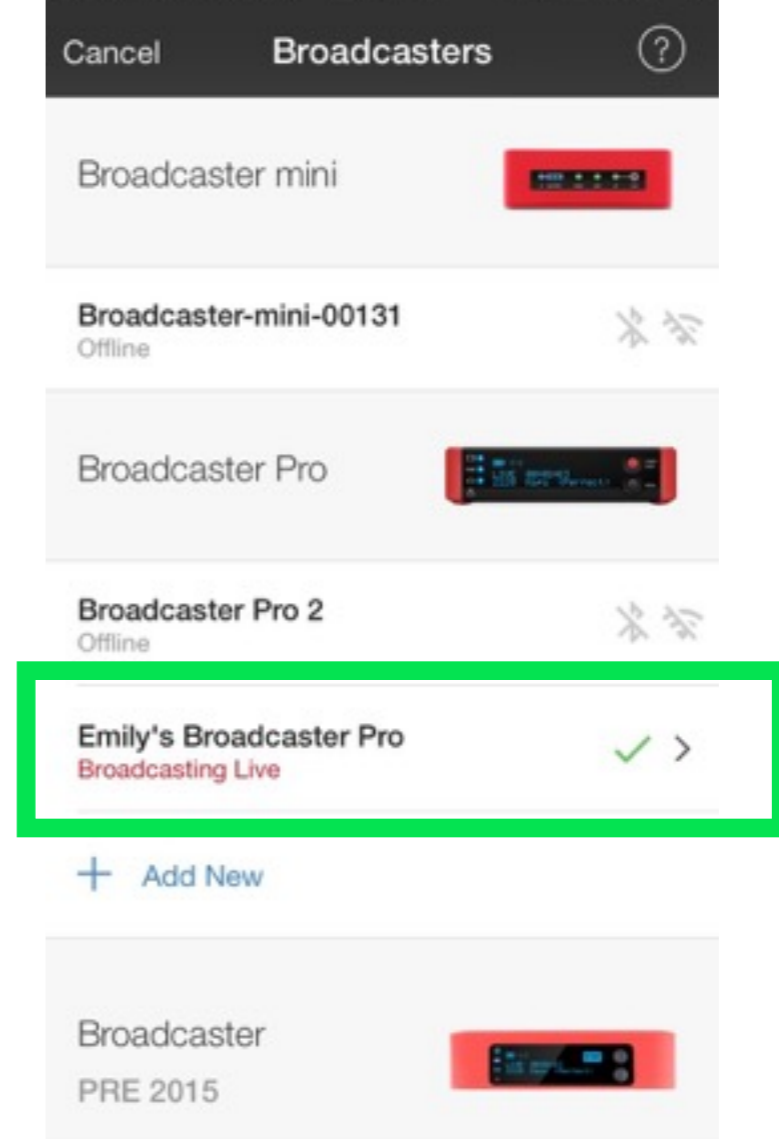 Cancel Broadcasters ?
Broadcaster mini
Broadcaster-mini-00131
Offline
Broadcaster Pro
Broadcaster Pro 2
Offline
Emily's Broadcaster Pro
Broadcasting Live
+ Add New
Broadcaster
PRE 2015